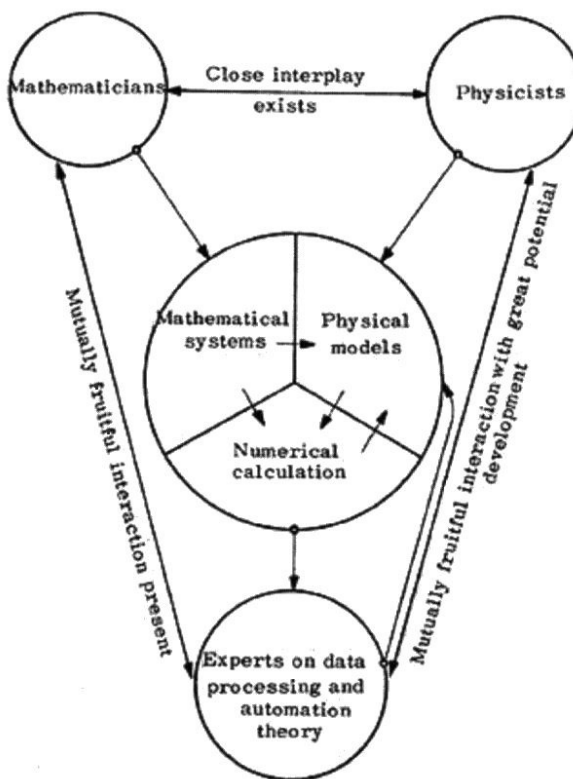 Mathematicians
Close interplay
exists
Physicists
Mathematical
systems
Physical
models
Numerical
calculation
Mutually fruitful interaction present
Mutually fruitful interaction with great potential
development
Experts on data
processing and
automation
theory